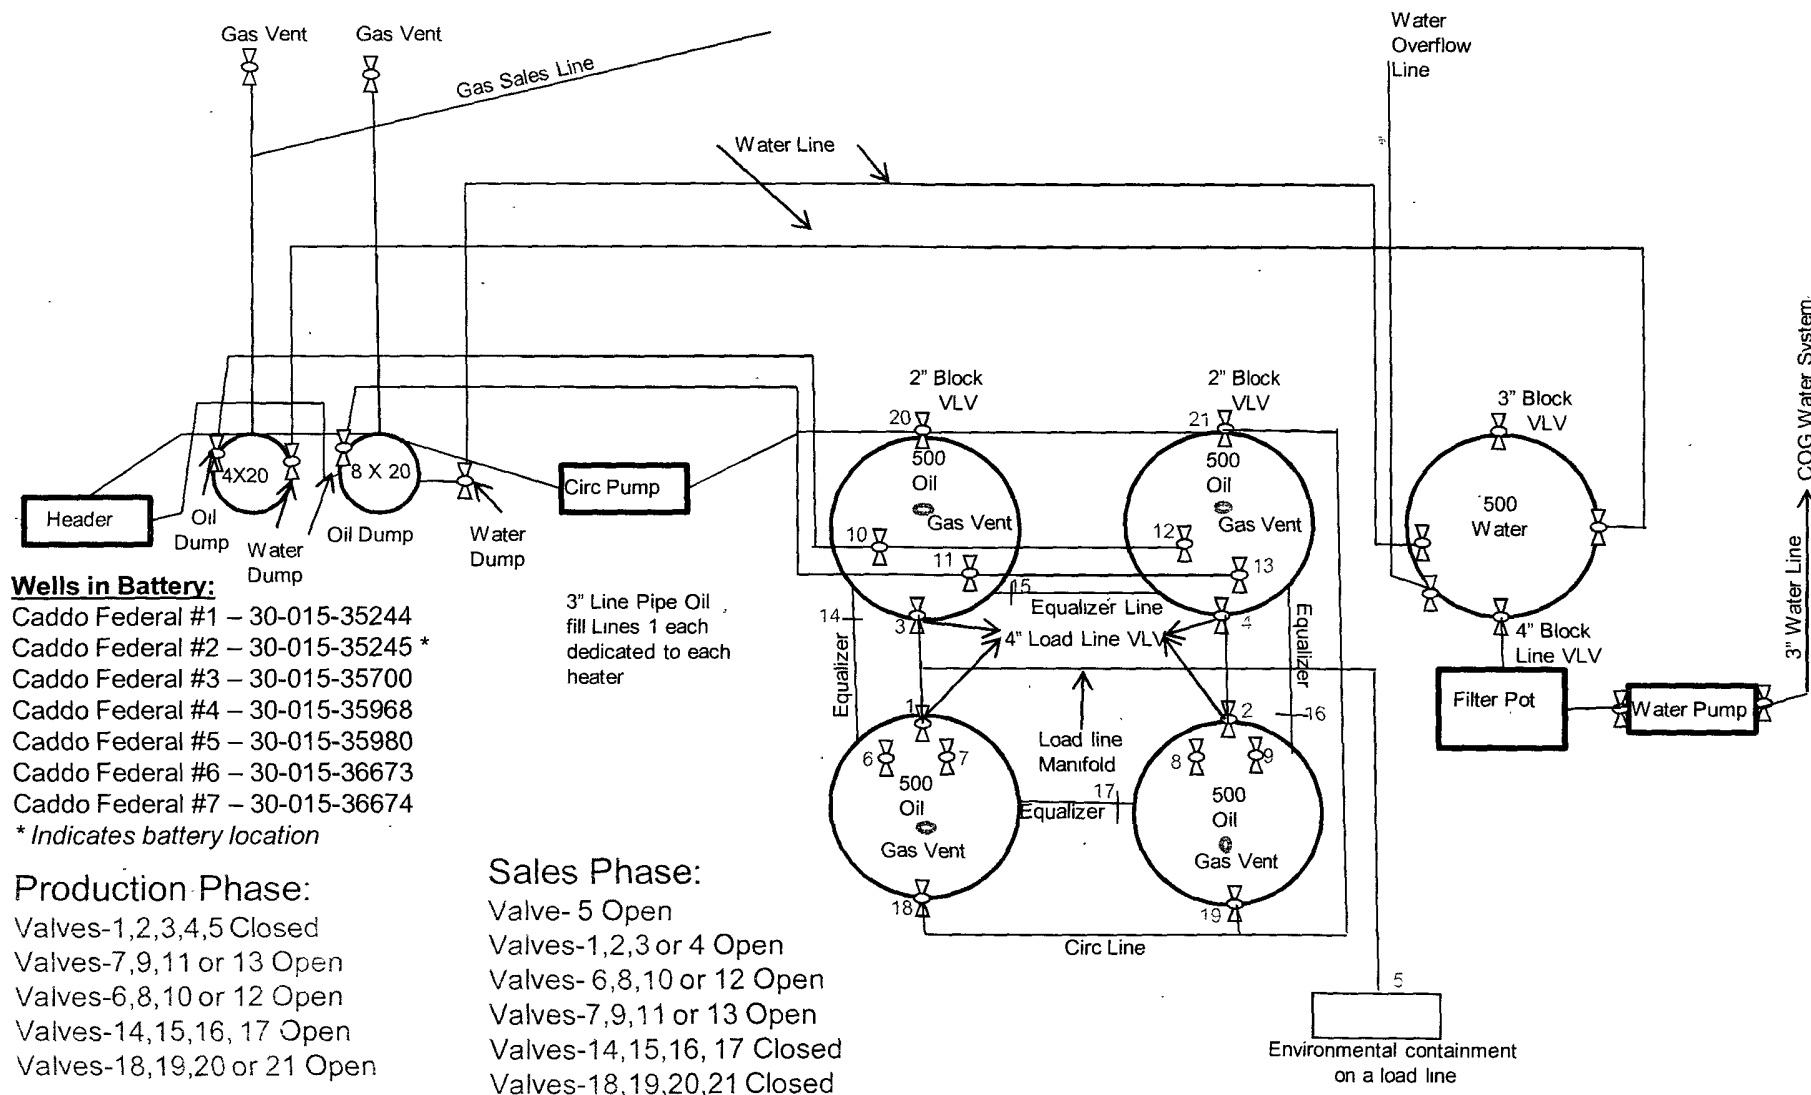 Gas Vent
Gas Vent
Gas Sales Line
Water
Overflow
Line
Water Line
COG Water System
3" Water Line
2" Block
VLV
2" Block
VLV
3" Block
VLV
20
21
500
Oil
Gas Vent
500
Oil
Gas Vent
500
Water
4X20
8 X 20
Circ Pump
Header
Oil
Dump
Water
Dump
Oil Dump
Water
Dump
10
11
12
13
15
Equalizer Line
14
3
4
4" Load Line VLV
Equalizer
Equalizer
4" Block
Line VLV
3" Line Pipe Oil
fill Lines 1 each
dedicated to each
heater
Filter Pot
Water Pump
1
2
16
Load line
Manifold
6
7
8
9
17
Equalizer
500
Oil
Gas Vent
500
Oil
Gas Vent
18
19
Circ Line
5
Environmental containment
on a load line
Wells in Battery:
Caddo Federal #1 – 30-015-35244
Caddo Federal #2 – 30-015-35245 *
Caddo Federal #3 – 30-015-35700
Caddo Federal #4 – 30-015-35968
Caddo Federal #5 – 30-015-35980
Caddo Federal #6 – 30-015-36673
Caddo Federal #7 – 30-015-36674
* Indicates battery location
Production Phase:
Valves-1,2,3,4,5 Closed
Valves-7,9,11 or 13 Open
Valves-6,8,10 or 12 Open
Valves-14,15,16, 17 Open
Valves-18,19,20 or 21 Open
Sales Phase:
Valve- 5 Open
Valves-1,2,3 or 4 Open
Valves- 6,8,10 or 12 Open
Valves-7,9,11 or 13 Open
Valves-14,15,16, 17 Closed
Valves-18,19,20,21 Closed